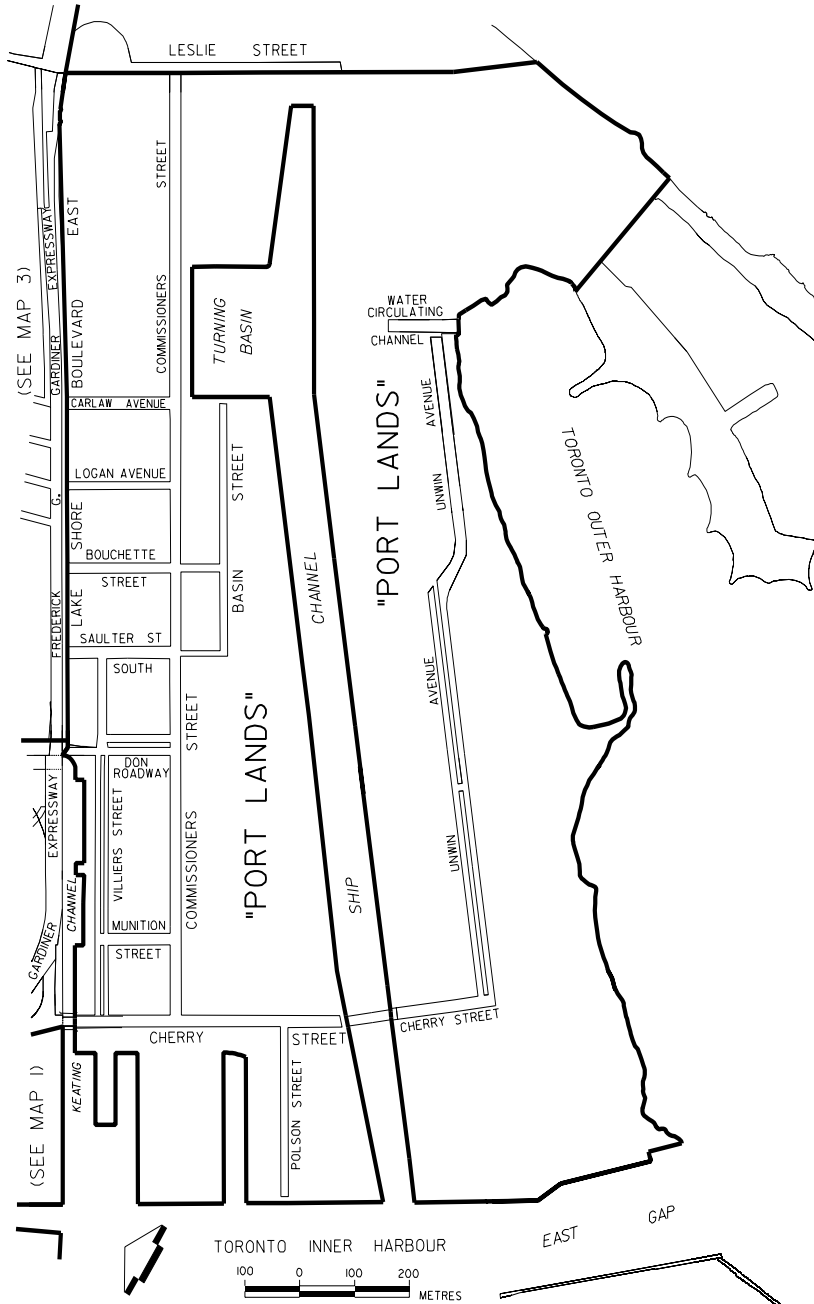 LESLIE STREET
(SEE MAP 3)
EXPRESSWAY
GARDINER
G.
FREDERICK
EAST
BOULEVARD
SHORE
LAKE
STREET
COMMISSIONERS
TURNING
BASIN
WATER
CIRCULATING
CHANNEL
CARLAW AVENUE
LOGAN AVENUE
BOUCHETTE
STREET
SAULTER ST
SOUTH
STREET
BASIN
CHANNEL
SHIP
"PORT LANDS"
AVENUE
UNWIN
AVENUE
UNWIN
TORONTO OUTER HARBOUR
"PORT LANDS"
STREET
COMMISSIONERS
DON
ROADWAY
VILLIERS STREET
MUNITION
STREET
EXPRESSWAY
GARDINER
CHANNEL
KEATING
CHERRY STREET
CHERRY STREET
POLSON STREET
(SEE MAP 1)
EAST GAP
TORONTO INNER HARBOUR
100 0 100 200
METRES